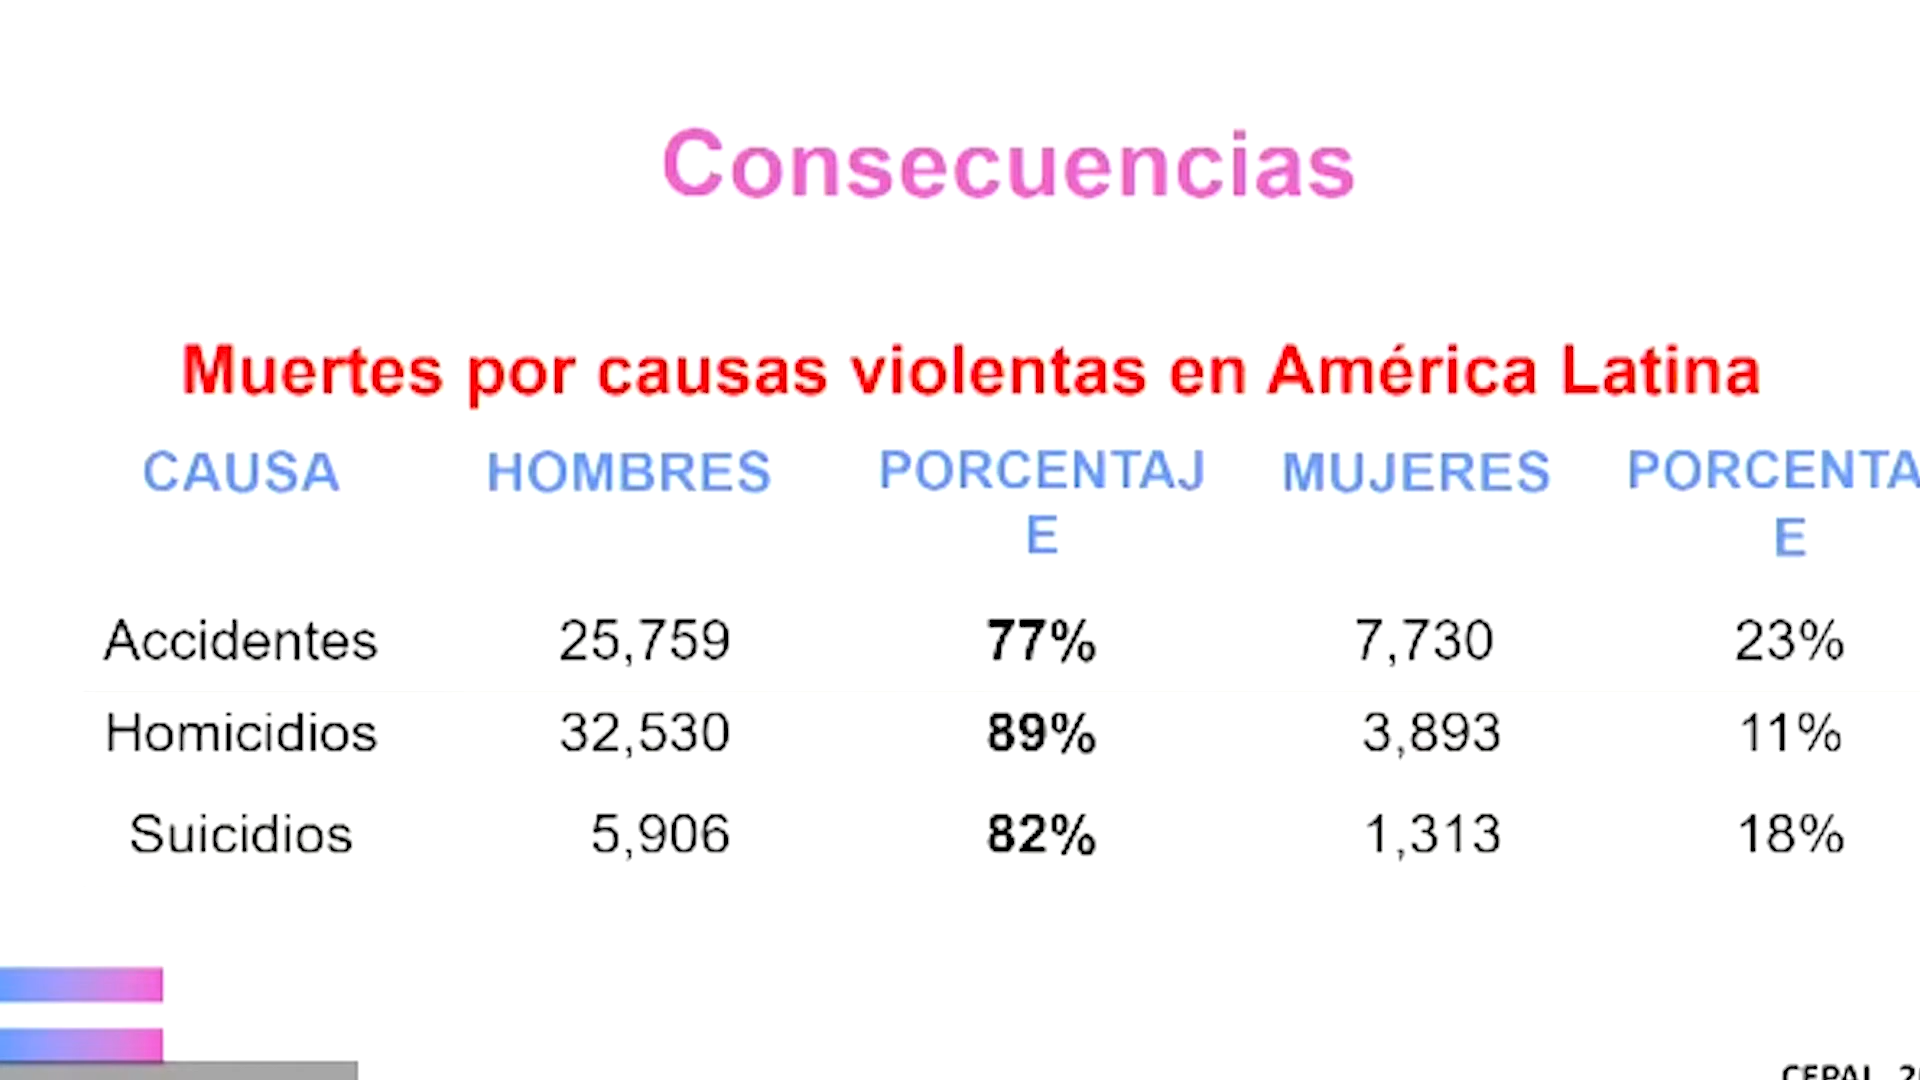 Consecuencias
Muertes por causas violentas en América Latina
CAUSA HOMBRES PORCENTAJ MUJERES PORCENTA
E E
Accidentes 25,759 77% 7,730 23%
Homicidios 32,530 89% 3,893 11%
Suicidios 5,906 82% 1,313 18%
CEPAL